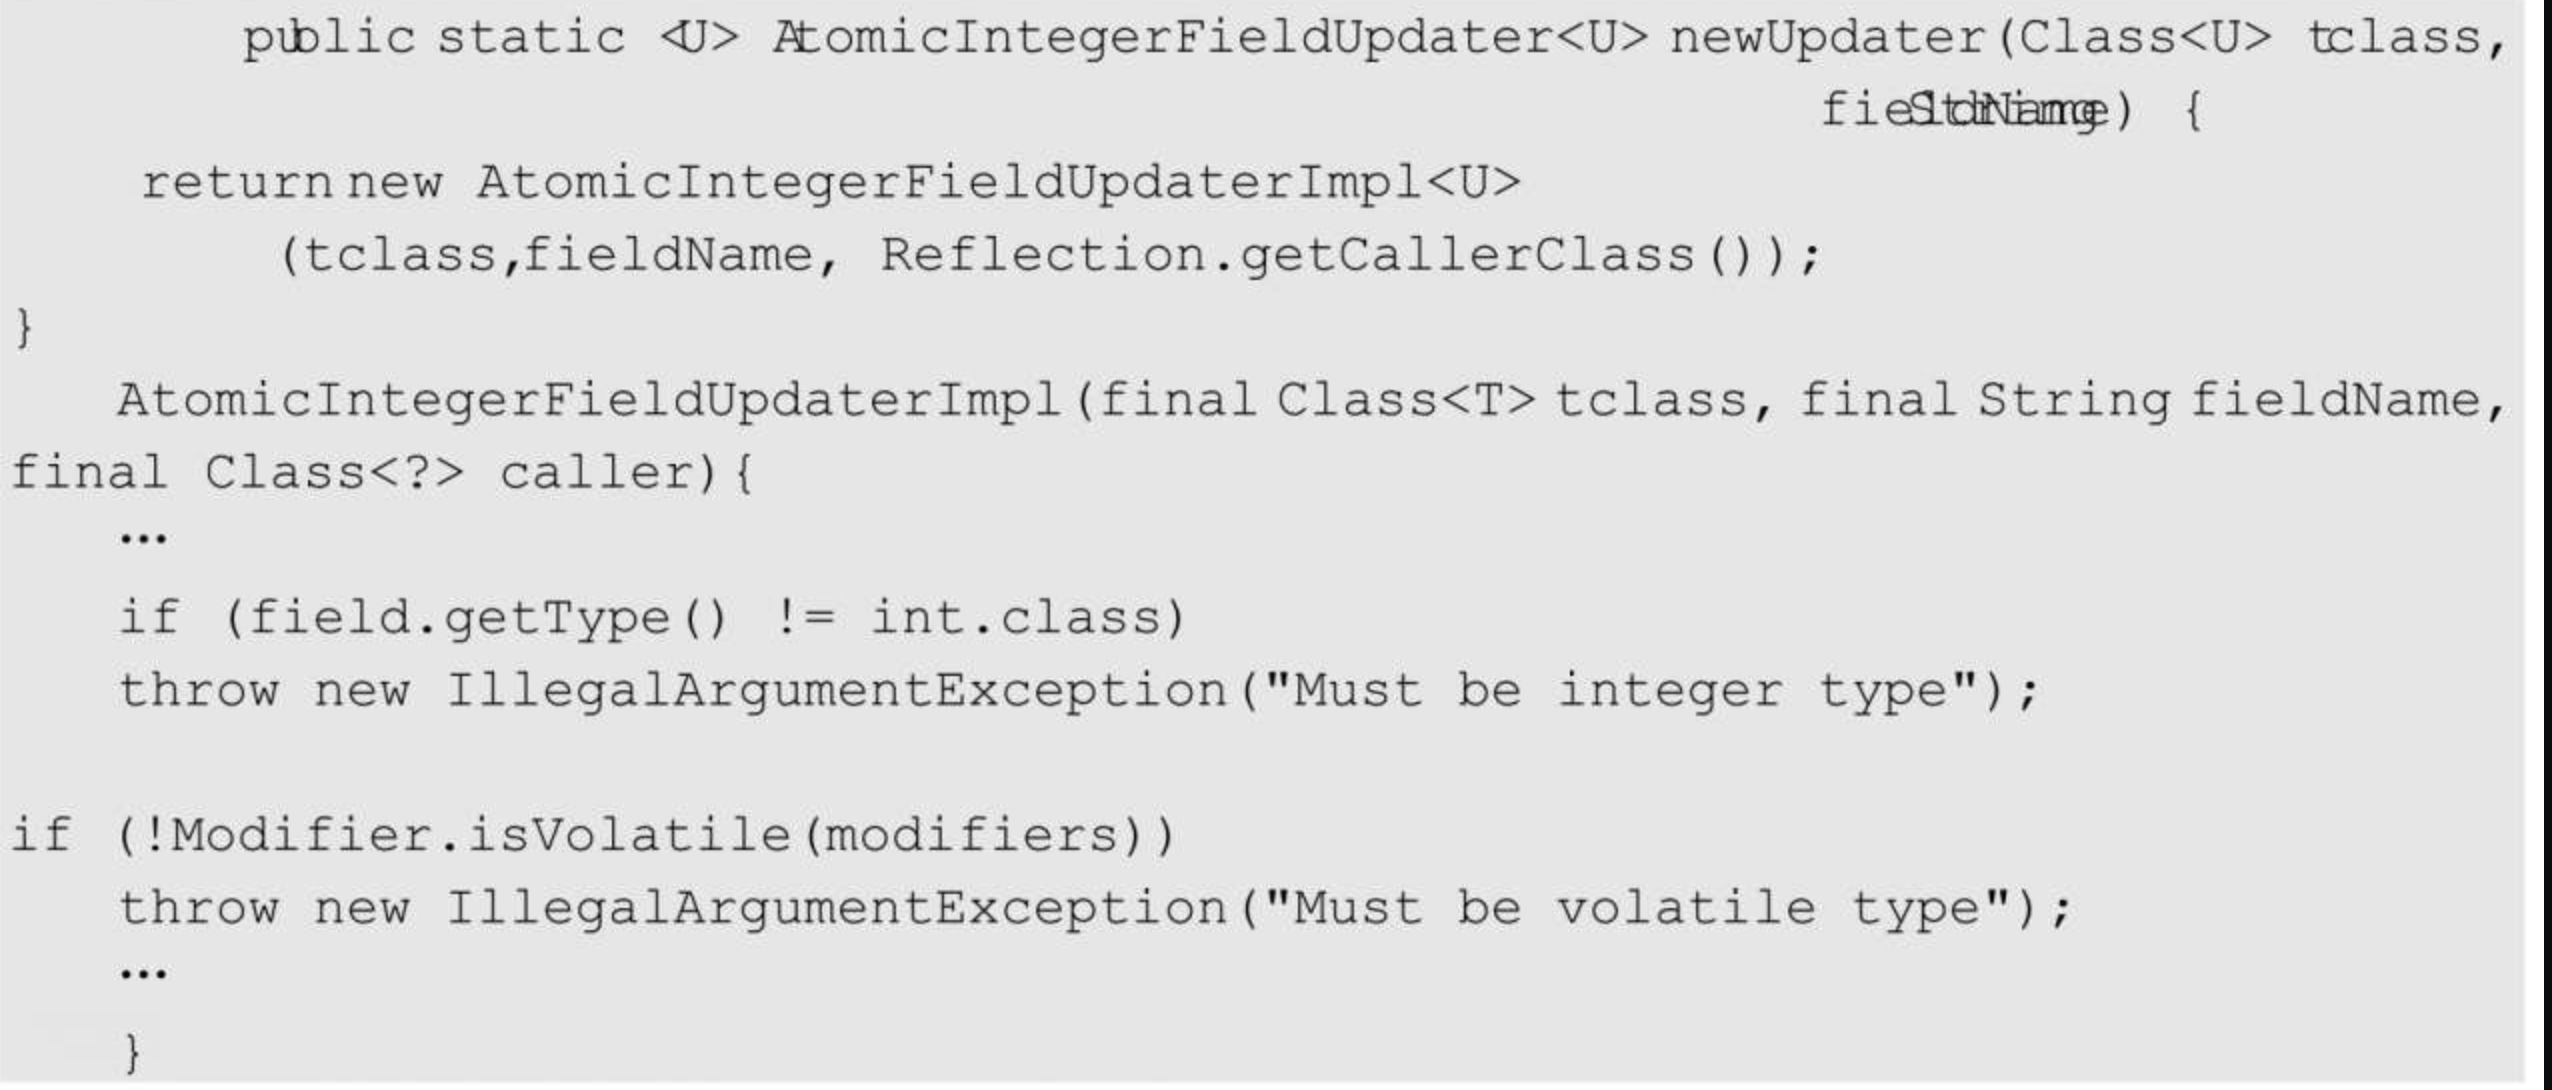 public static <U> AtomicIntegerFieldUpdater<U> newUpdater(Class<U> tclass,
String fieldName) {
return new AtomicIntegerFieldUpdaterImpl<U>
(tclass,fieldName, Reflection.getCallerClass());
}
AtomicIntegerFieldUpdaterImpl(final Class<T> tclass, final String fieldName,
final Class<?> caller){
…
if (field.getType() != int.class)
throw new IllegalArgumentException("Must be integer type");
if (!Modifier.isVolatile(modifiers))
throw new IllegalArgumentException("Must be volatile type");
…
}